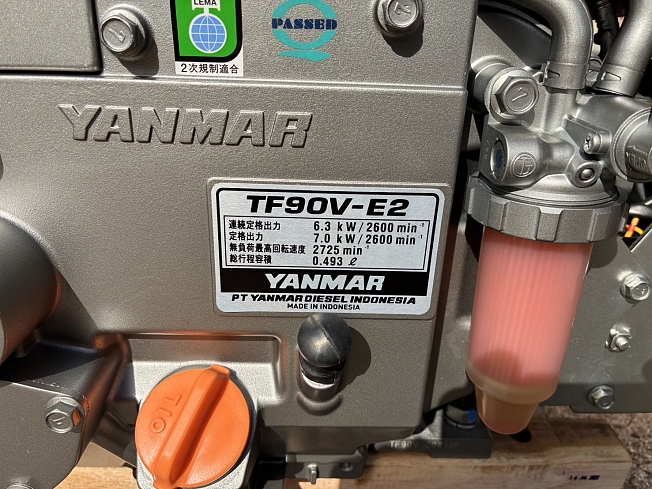 LEMA
2次規制適合
PASSED
YANMAR
TF90V-E2
連続定格出力 6.3 kW/2600 min⁻¹
定格出力 7.0 kW/2600 min⁻¹
無負荷最高回転速度 2725 min⁻¹
総行程容積 0.493 ℓ
YANMAR
PT YANMAR DIESEL INDONESIA
MADE IN INDONESIA
OIL
TF90